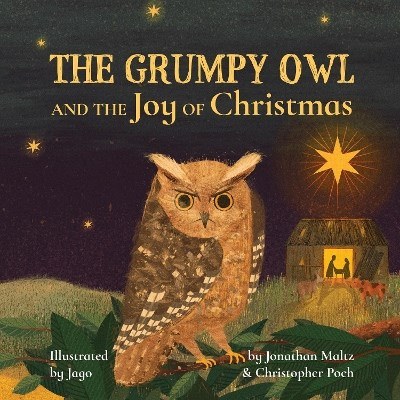 THE GRUMPY OWL
AND THE Joy OF Christmas
Illustrated
by Jago
by Jonathan Maltz
& Christopher Poch